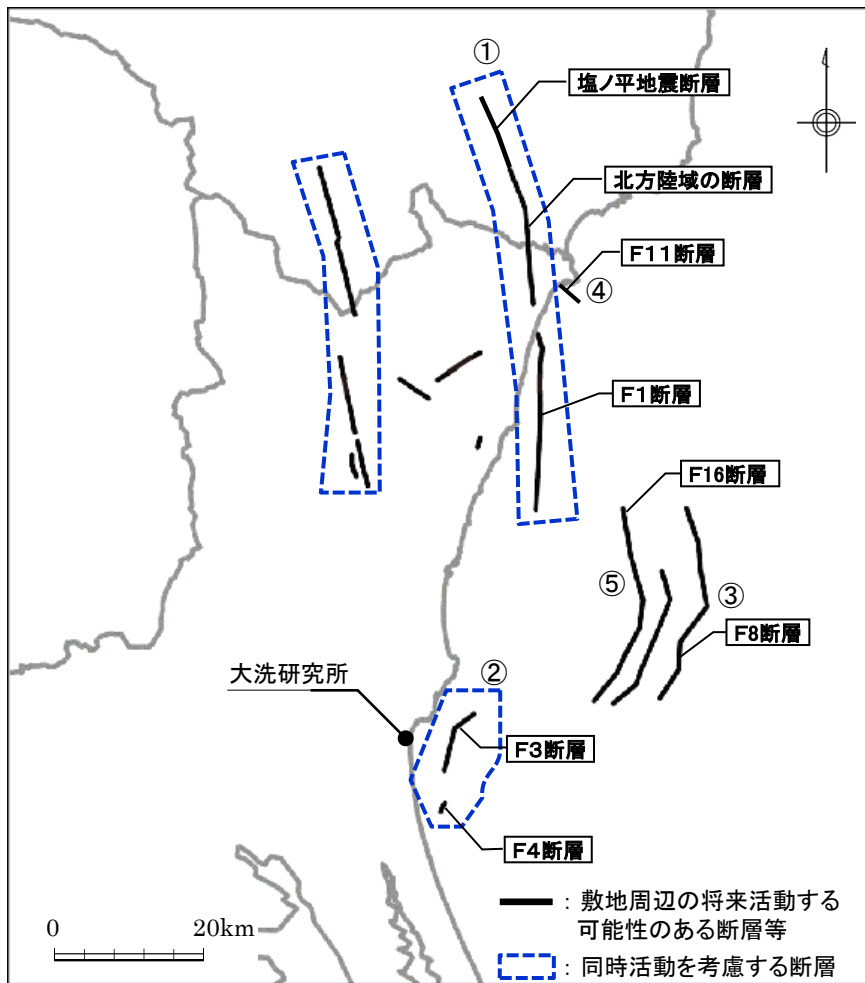 ①
塩ノ平地震断層
北方陸域の断層
F11断層
④
F1断層
F16断層
⑤
③
F8断層
大洗研究所
②
F3断層
F4断層
0 20km
：敷地周辺の将来活動する
可能性のある断層等
：同時活動を考慮する断層